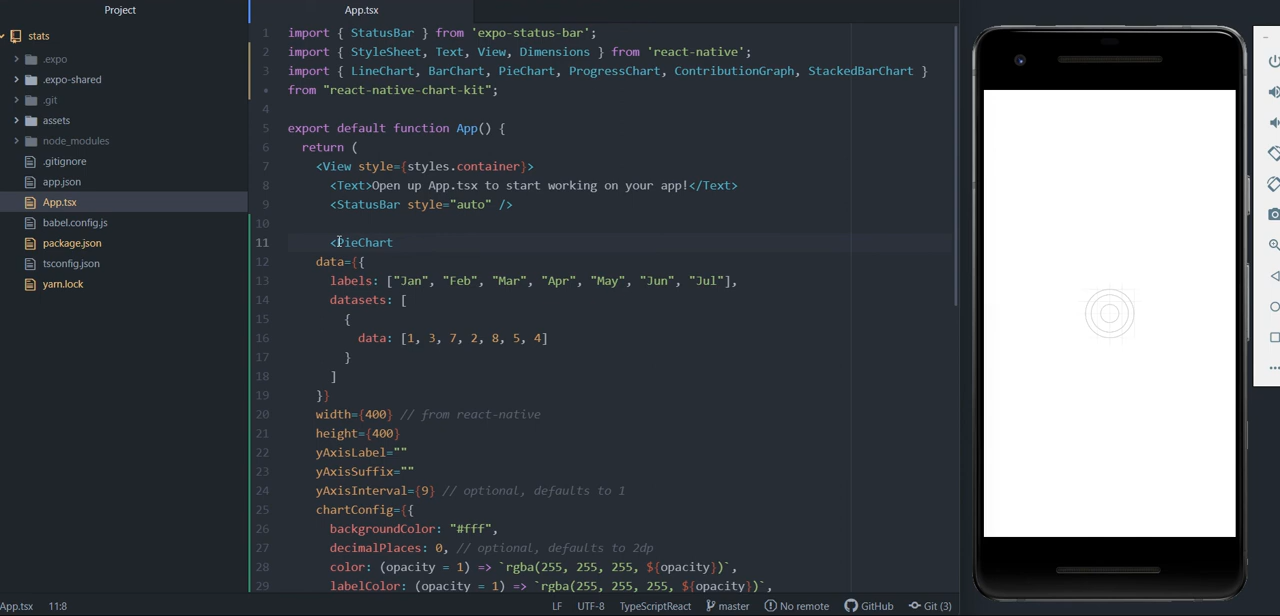 Project
App.tsx
stats
.expo
.expo-shared
.git
assets
node_modules
.gitignore
app.json
App.tsx
babel.config.js
package.json
tsconfig.json
yarn.lock
1 import { StatusBar } from 'expo-status-bar';
2 import { StyleSheet, Text, View, Dimensions } from 'react-native';
3 import { LineChart, BarChart, PieChart, ProgressChart, ContributionGraph, StackedBarChart }
• from "react-native-chart-kit";
4
5 export default function App() {
6 return (
7 <View style={styles.container}>
8 <Text>Open up App.tsx to start working on your app!</Text>
9 <StatusBar style="auto" />
10
11 <PieChart
12 data={{
13 labels: ["Jan", "Feb", "Mar", "Apr", "May", "Jun", "Jul"],
14 datasets: [
15 {
16 data: [1, 3, 7, 2, 8, 5, 4]
17 }
18 ]
19 }}
20 width={400} // from react-native
21 height={400}
22 yAxisLabel=""
23 yAxisSuffix=""
24 yAxisInterval={9} // optional, defaults to 1
25 chartConfig={{
26 backgroundColor: "#fff",
27 decimalPlaces: 0, // optional, defaults to 2dp
28 color: (opacity = 1) => `rgba(255, 255, 255, ${opacity})`,
29 labelColor: (opacity = 1) => `rgba(255, 255, 255, ${opacity})`,
App.tsx 11:8 LF UTF-8 TypeScriptReact master No remote GitHub Git (3)